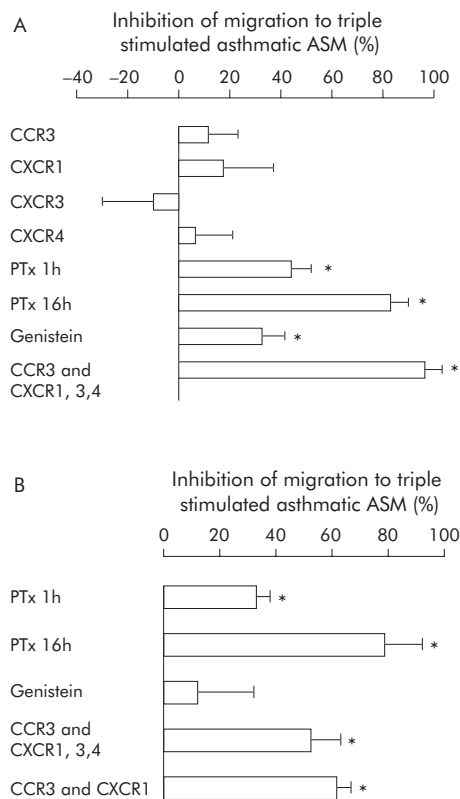 A
Inhibition of migration to triple
stimulated asthmatic ASM (%)
–40 –20 0 20 40 60 80 100
CCR3
CXCR1
CXCR3
CXCR4
PTx 1h *
PTx 16h *
Genistein *
CCR3 and
CXCR1, 3,4 *
B
Inhibition of migration to triple
stimulated asthmatic ASM (%)
0 20 40 60 80 100
PTx 1h *
PTx 16h *
Genistein
CCR3 and
CXCR1, 3,4 *
CCR3 and CXCR1 *